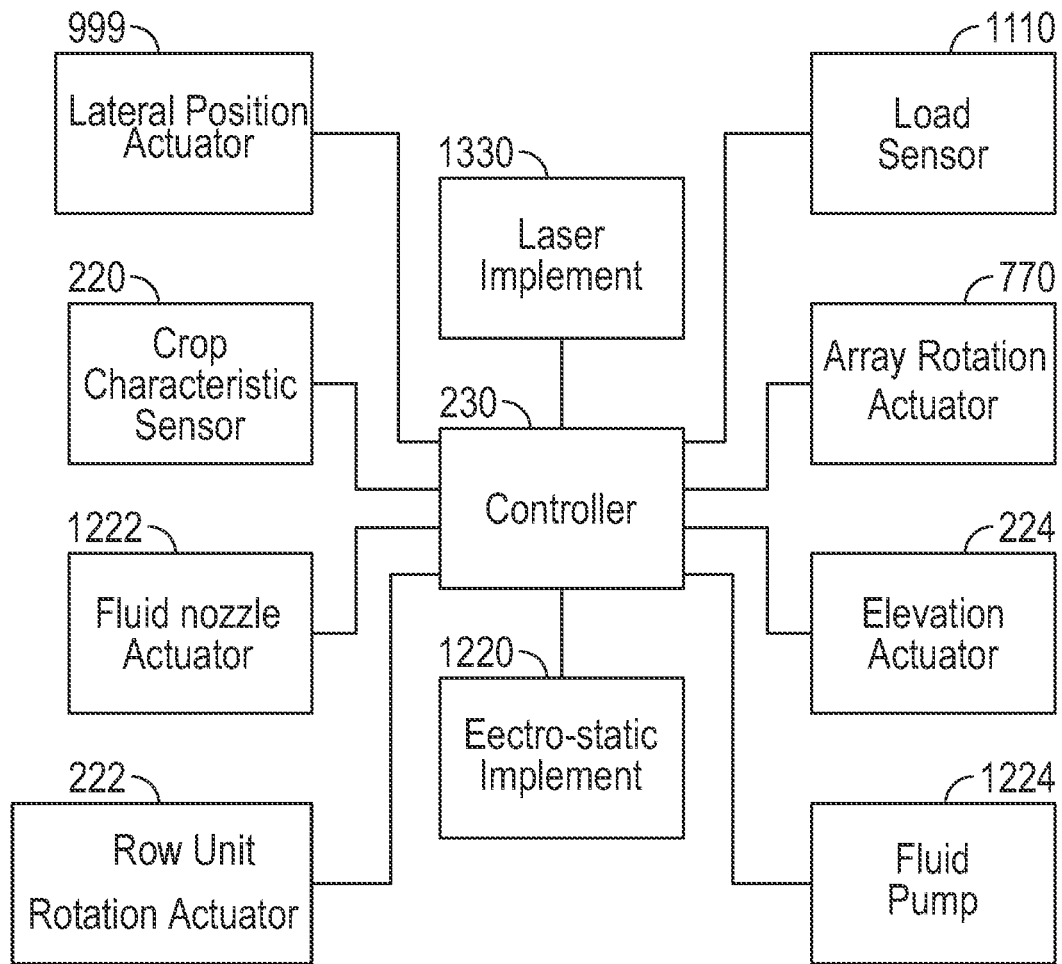 999
Lateral Position
Actuator
1110
Load
Sensor
1330
Laser
Implement
220
Crop
Characteristic
Sensor
770
Array Rotation
Actuator
230
Controller
1222
Fluid nozzle
Actuator
224
Elevation
Actuator
1220
Eectro-static
Implement
222
Row Unit
Rotation Actuator
1224
Fluid
Pump